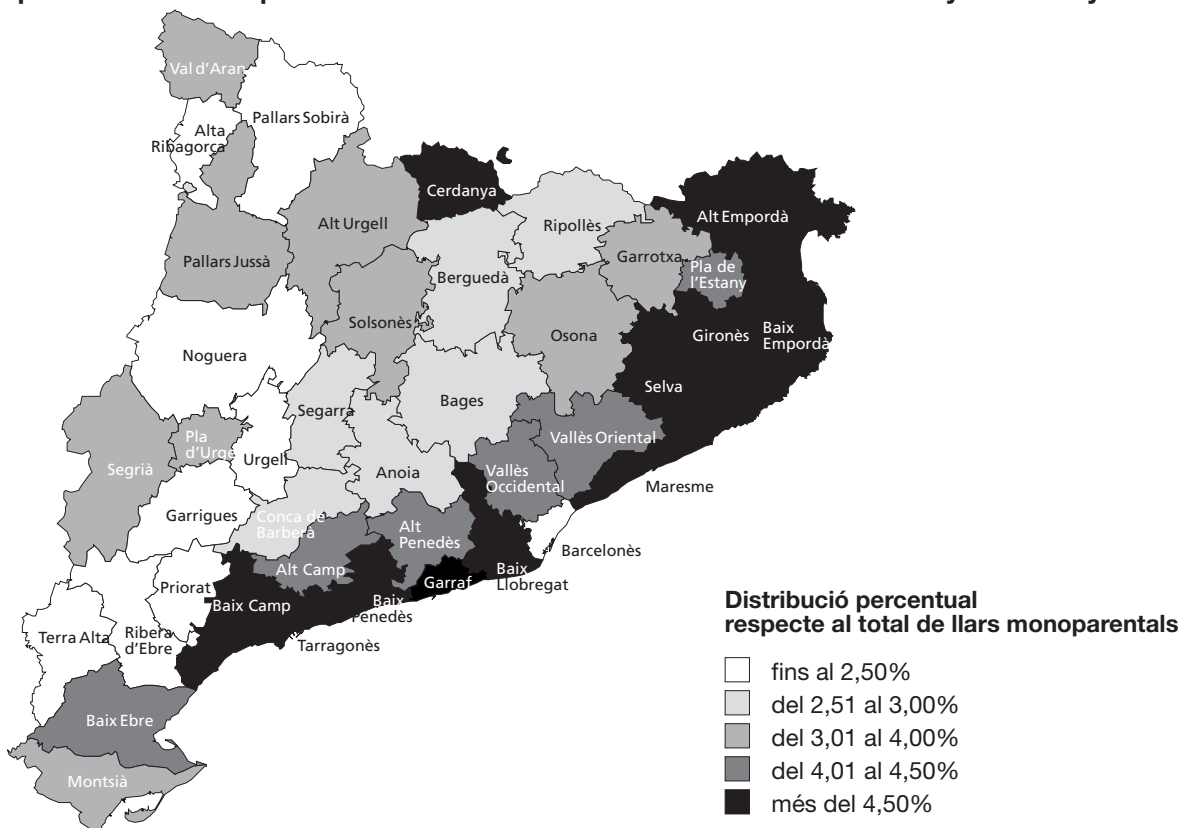 Val d'Aran
Pallars Sobirà
Alta
Ribagorça
Cerdanya
Alt Urgell
Ripollès
Alt Empordà
Pallars Jussà
Berguedà
Garrotxa
Pla de
l'Estany
Solsonès
Osona
Gironès
Baix
Empordà
Noguera
Selva
Segarra
Bages
Pla
d'Urge
Urgell
Vallès Oriental
Segrià
Anoia
Vallès
Occidental
Maresme
Garrigues
Conca de
Barberà
Alt
Penedès
Barcelonès
Alt Camp
Garraf
Baix
Llobregat
Priorat
Baix Camp
Baix
Penedès
Terra Alta
Ribera
d'Ebre
Tarragonès
Baix Ebre
Montsià
Distribució percentual
respecte al total de llars monoparentals
fins al 2,50%
del 2,51 al 3,00%
del 3,01 al 4,00%
del 4,01 al 4,50%
més del 4,50%